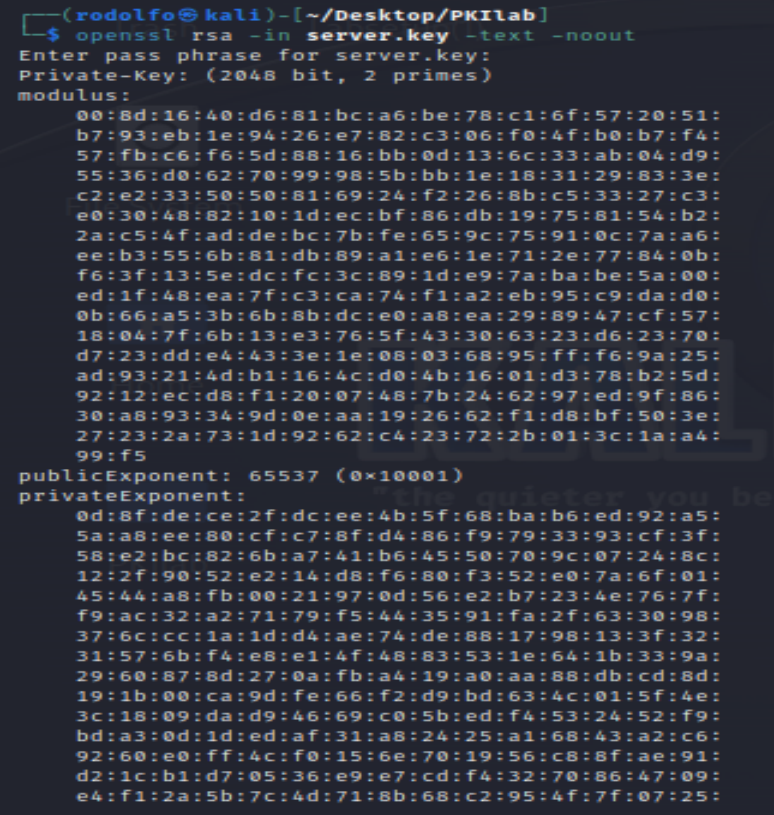 ┌──(rodolfo㉿kali)-[~/Desktop/PKIlab]
└─$ openssl rsa -in server.key -text -noout
Enter pass phrase for server.key:
Private-Key: (2048 bit, 2 primes)
modulus:
00:8d:16:40:d6:81:bc:a6:be:78:c1:6f:57:20:51:
b7:93:eb:1e:94:26:e7:82:c3:06:f0:4f:b0:b7:f4:
57:fb:c6:f6:5d:88:16:bb:0d:13:6c:33:ab:04:d9:
55:36:d0:62:70:99:98:5b:bb:1e:18:31:29:83:3e:
c2:e2:33:50:50:81:69:24:f2:26:8b:c5:33:27:c3:
e0:30:48:82:10:1d:ec:bf:86:db:19:75:81:54:b2:
2a:c5:4f:ad:de:bc:7b:fe:65:9c:75:91:0c:7a:a6:
ee:b3:55:6b:81:db:89:a1:e6:1e:71:2e:77:84:0b:
f6:3f:13:5e:dc:fc:3c:89:1d:e9:7a:ba:be:5a:00:
ed:1f:48:ea:7f:c3:ca:74:f1:a2:eb:95:c9:da:d0:
0b:66:a5:3b:6b:8b:dc:e0:a8:ea:29:89:47:cf:57:
18:04:7f:6b:13:e3:76:5f:43:30:63:23:d6:23:70:
d7:23:dd:e4:43:3e:1e:08:03:68:95:ff:f6:9a:25:
ad:93:21:4d:b1:16:4c:d0:4b:16:01:d3:78:b2:5d:
92:12:ec:d8:f1:20:07:48:7b:24:62:97:ed:9f:86:
30:a8:93:34:9d:0e:aa:19:26:62:f1:d8:bf:50:3e:
27:23:2a:73:1d:92:62:c4:23:72:2b:01:3c:1a:a4:
99:f5
publicExponent: 65537 (0×10001)
privateExponent:
"the quieter you be
0d:8f:de:ce:2f:dc:ee:4b:5f:68:ba:b6:ed:92:a5:
5a:a8:ee:80:cf:c7:8f:d4:86:f9:79:33:93:cf:3f:
58:e2:bc:82:6b:a7:41:b6:45:50:70:9c:07:24:8c:
12:2f:90:52:e2:14:d8:f6:80:f3:52:e0:7a:6f:01:
45:44:a8:fb:00:21:97:0d:56:e2:b7:23:4e:76:7f:
f9:ac:32:a2:71:79:f5:44:35:91:fa:2f:63:30:98:
37:6c:cc:1a:1d:d4:ae:74:de:88:17:98:13:3f:32:
31:57:6b:f4:e8:e1:4f:48:83:53:1e:64:1b:33:9a:
29:60:87:8d:27:0a:fb:a4:19:a0:aa:88:db:cd:8d:
19:1b:00:ca:9d:fe:66:f2:d9:bd:63:4c:01:5f:4e:
3c:18:09:da:d9:46:69:c0:5b:ed:f4:53:24:52:f9:
bd:a3:0d:1d:ed:af:31:a8:24:25:a1:68:43:a2:c6:
92:60:e0:ff:4c:f0:15:6e:70:19:56:c8:8f:ae:91:
d2:1c:b1:d7:05:36:e9:e7:cd:f4:32:70:86:47:09:
e4:f1:2a:5b:7c:4d:71:8b:68:c2:95:4f:7f:07:25: